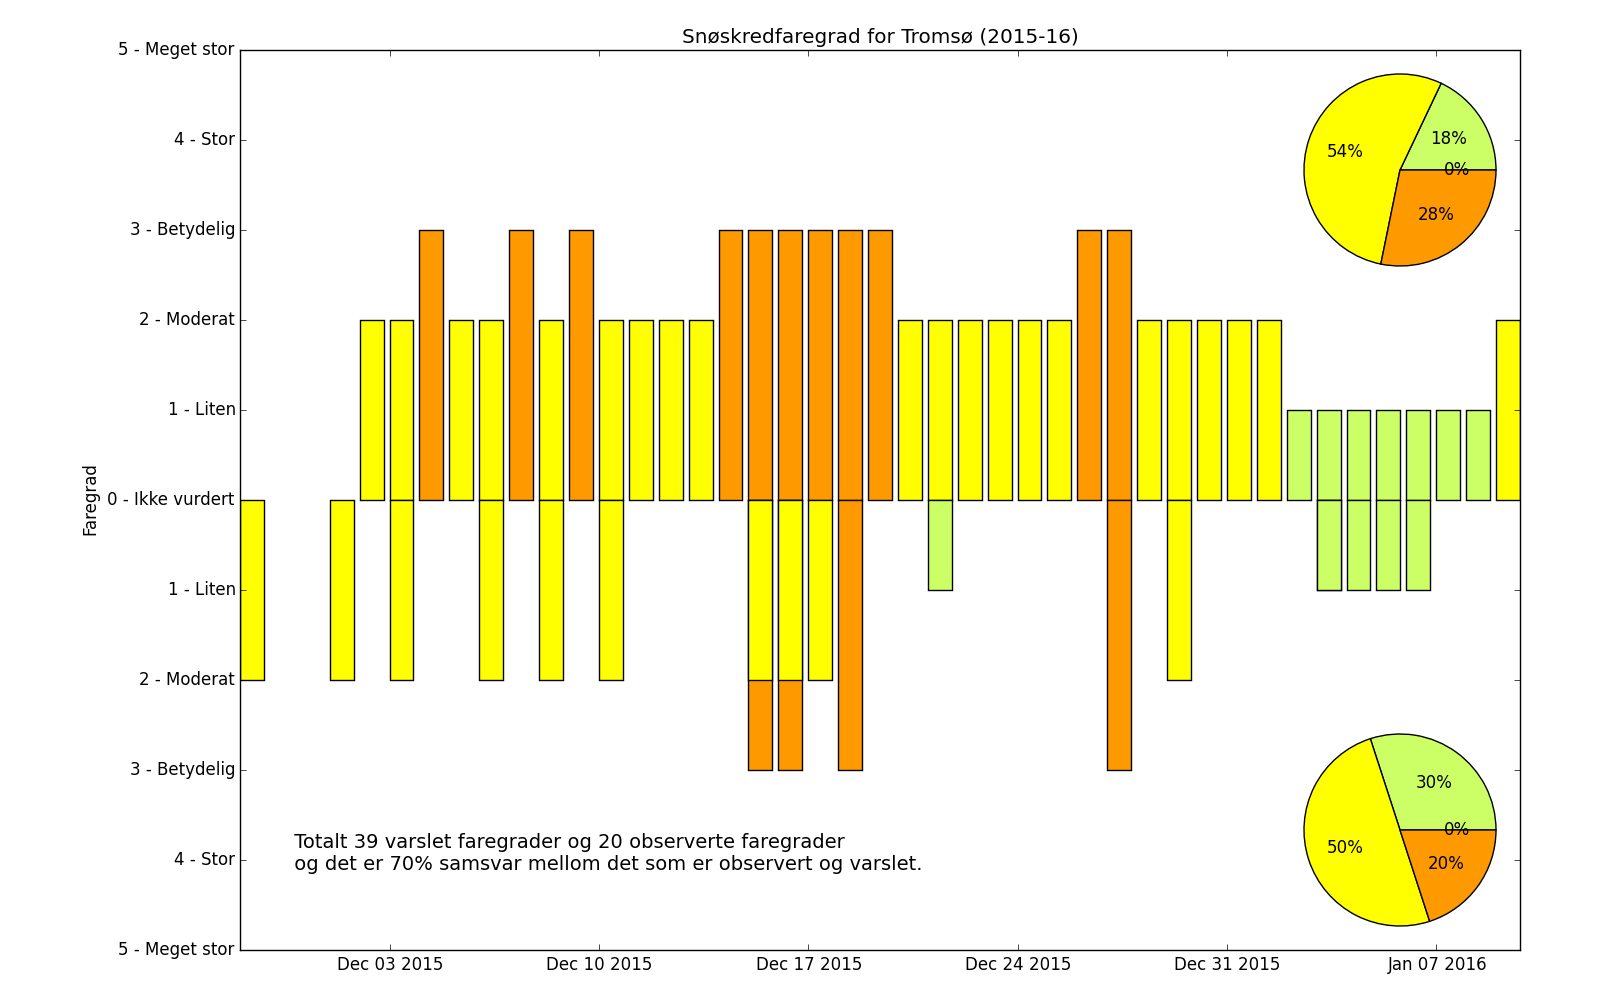 Snøskredfaregrad for Tromsø (2015-16)
5 - Meget stor
4 - Stor
3 - Betydelig
2 - Moderat
1 - Liten
0 - Ikke vurdert
1 - Liten
2 - Moderat
3 - Betydelig
4 - Stor
5 - Meget stor
Faregrad
54%
18%
0%
28%
30%
0%
50%
20%
Totalt 39 varslet faregrader og 20 observerte faregrader
og det er 70% samsvar mellom det som er observert og varslet.
Dec 03 2015
Dec 10 2015
Dec 17 2015
Dec 24 2015
Dec 31 2015
Jan 07 2016